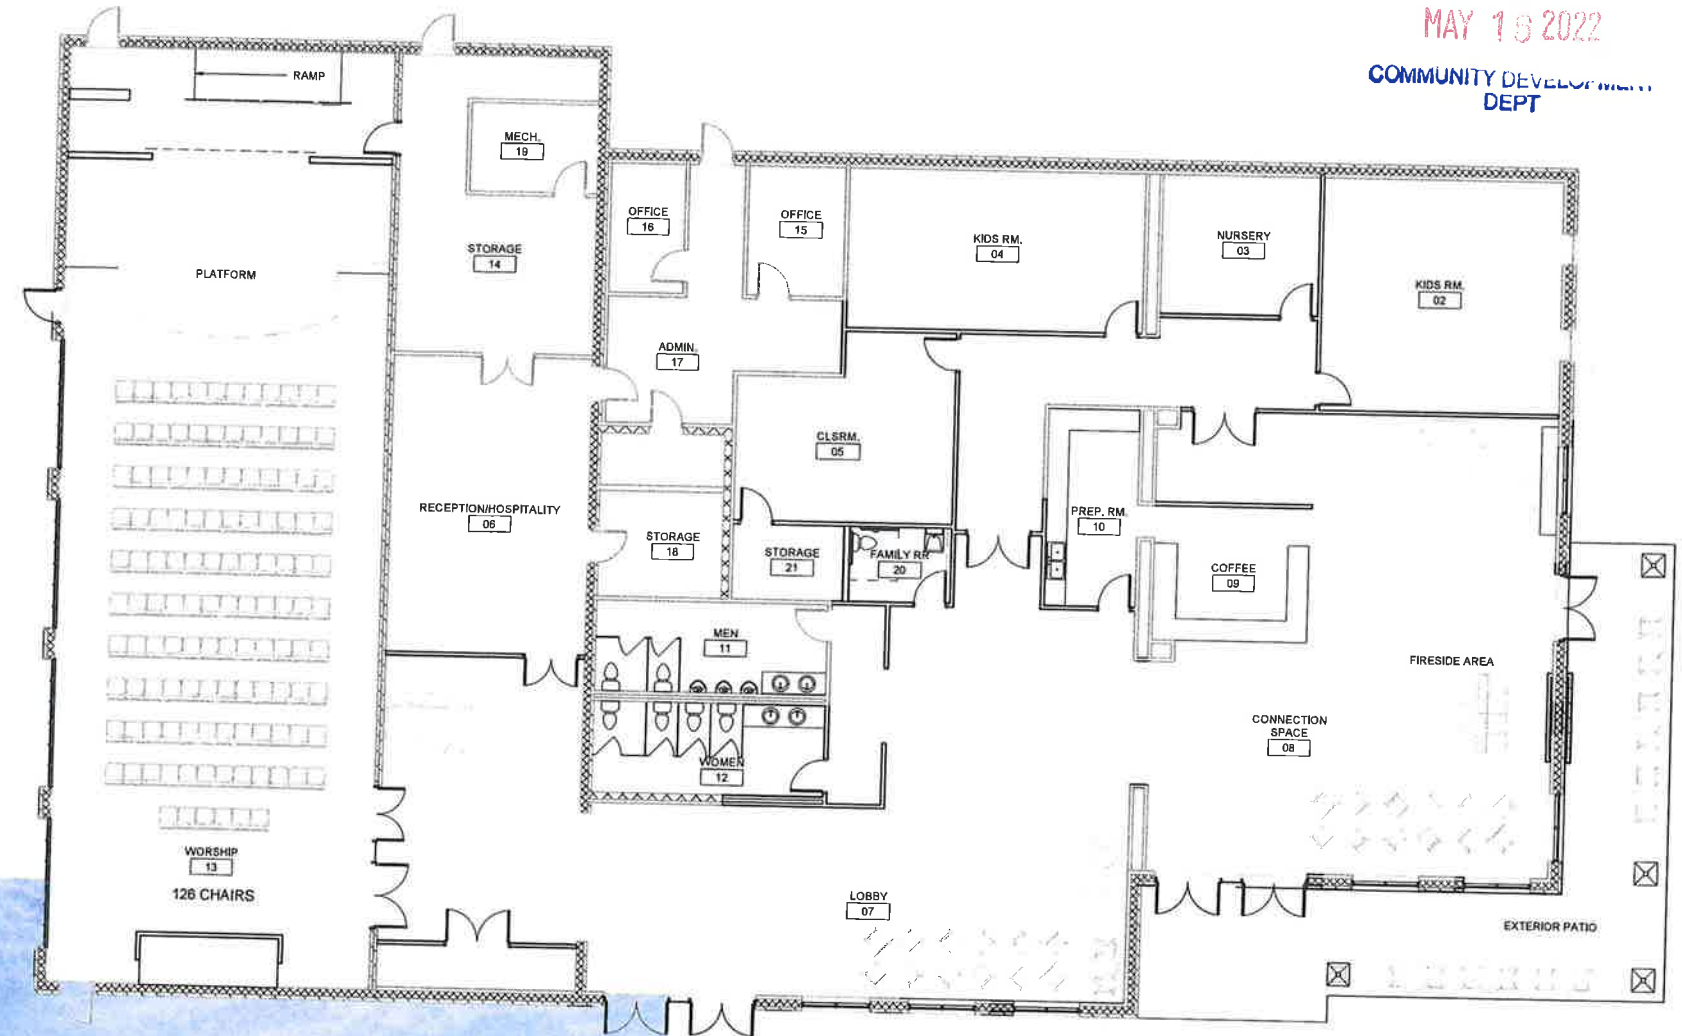 MAY 1 2022
COMMUNITY DEVELOPMENT
DEPT
RAMP
MECH.
19
OFFICE
16
OFFICE
15
KIDS RM.
04
NURSERY
03
KIDS RM.
02
STORAGE
14
PLATFORM
ADMIN.
17
CLSRM.
05
RECEPTION/HOSPITALITY
06
PREP. RM.
10
STORAGE
18
STORAGE
21
FAMILY RR
20
COFFEE
09
MEN
11
FIRESIDE AREA
CONNECTION
SPACE
08
WOMEN
12
WORSHIP
13
126 CHAIRS
LOBBY
07
EXTERIOR PATIO